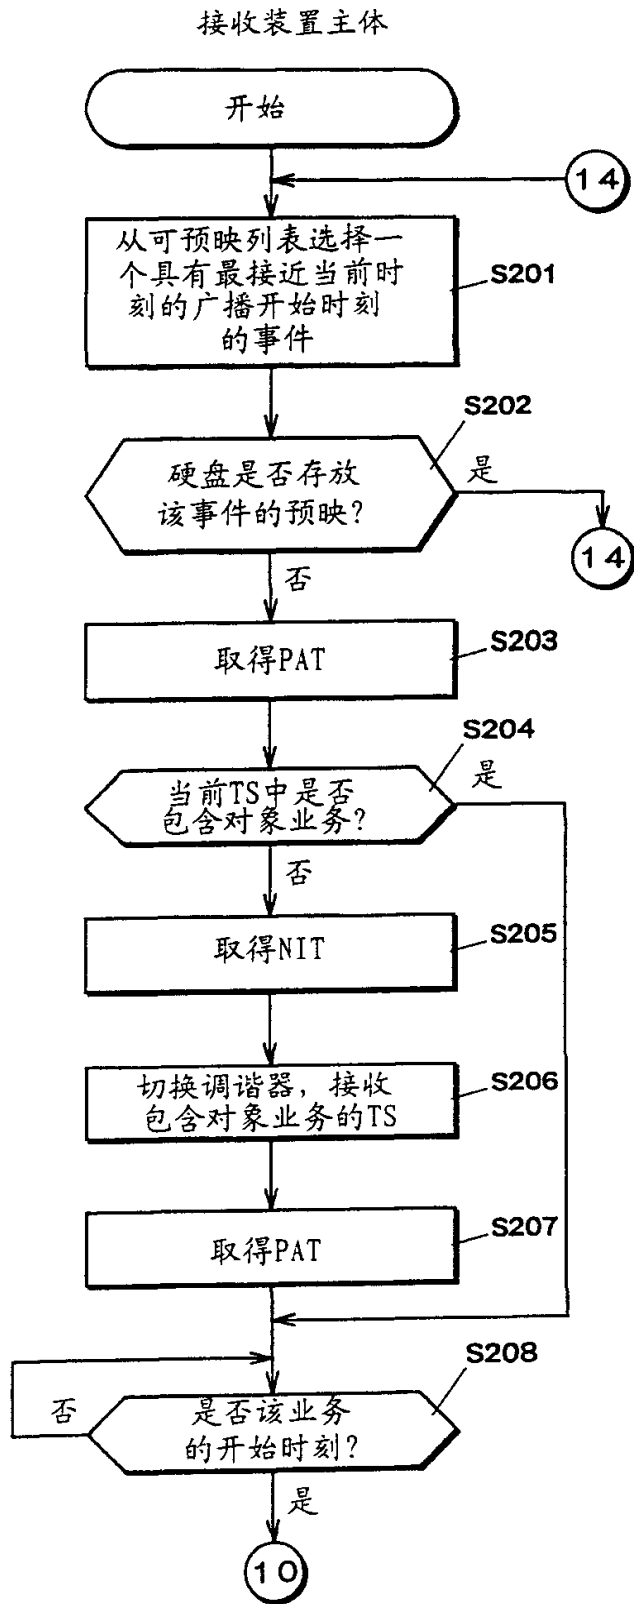 接收装置主体
开始
14
从可预映列表选择一
个具有最接近当前时
刻的广播开始时刻
的事件
S201
S202
硬盘是否存放
该事件的预映?
是
14
否
取得PAT
S203
S204
当前TS中是否
包含对象业务?
是
否
取得NIT
S205
切换调谐器，接收
包含对象业务的TS
S206
取得PAT
S207
S208
是否该业务
的开始时刻?
否
是
10